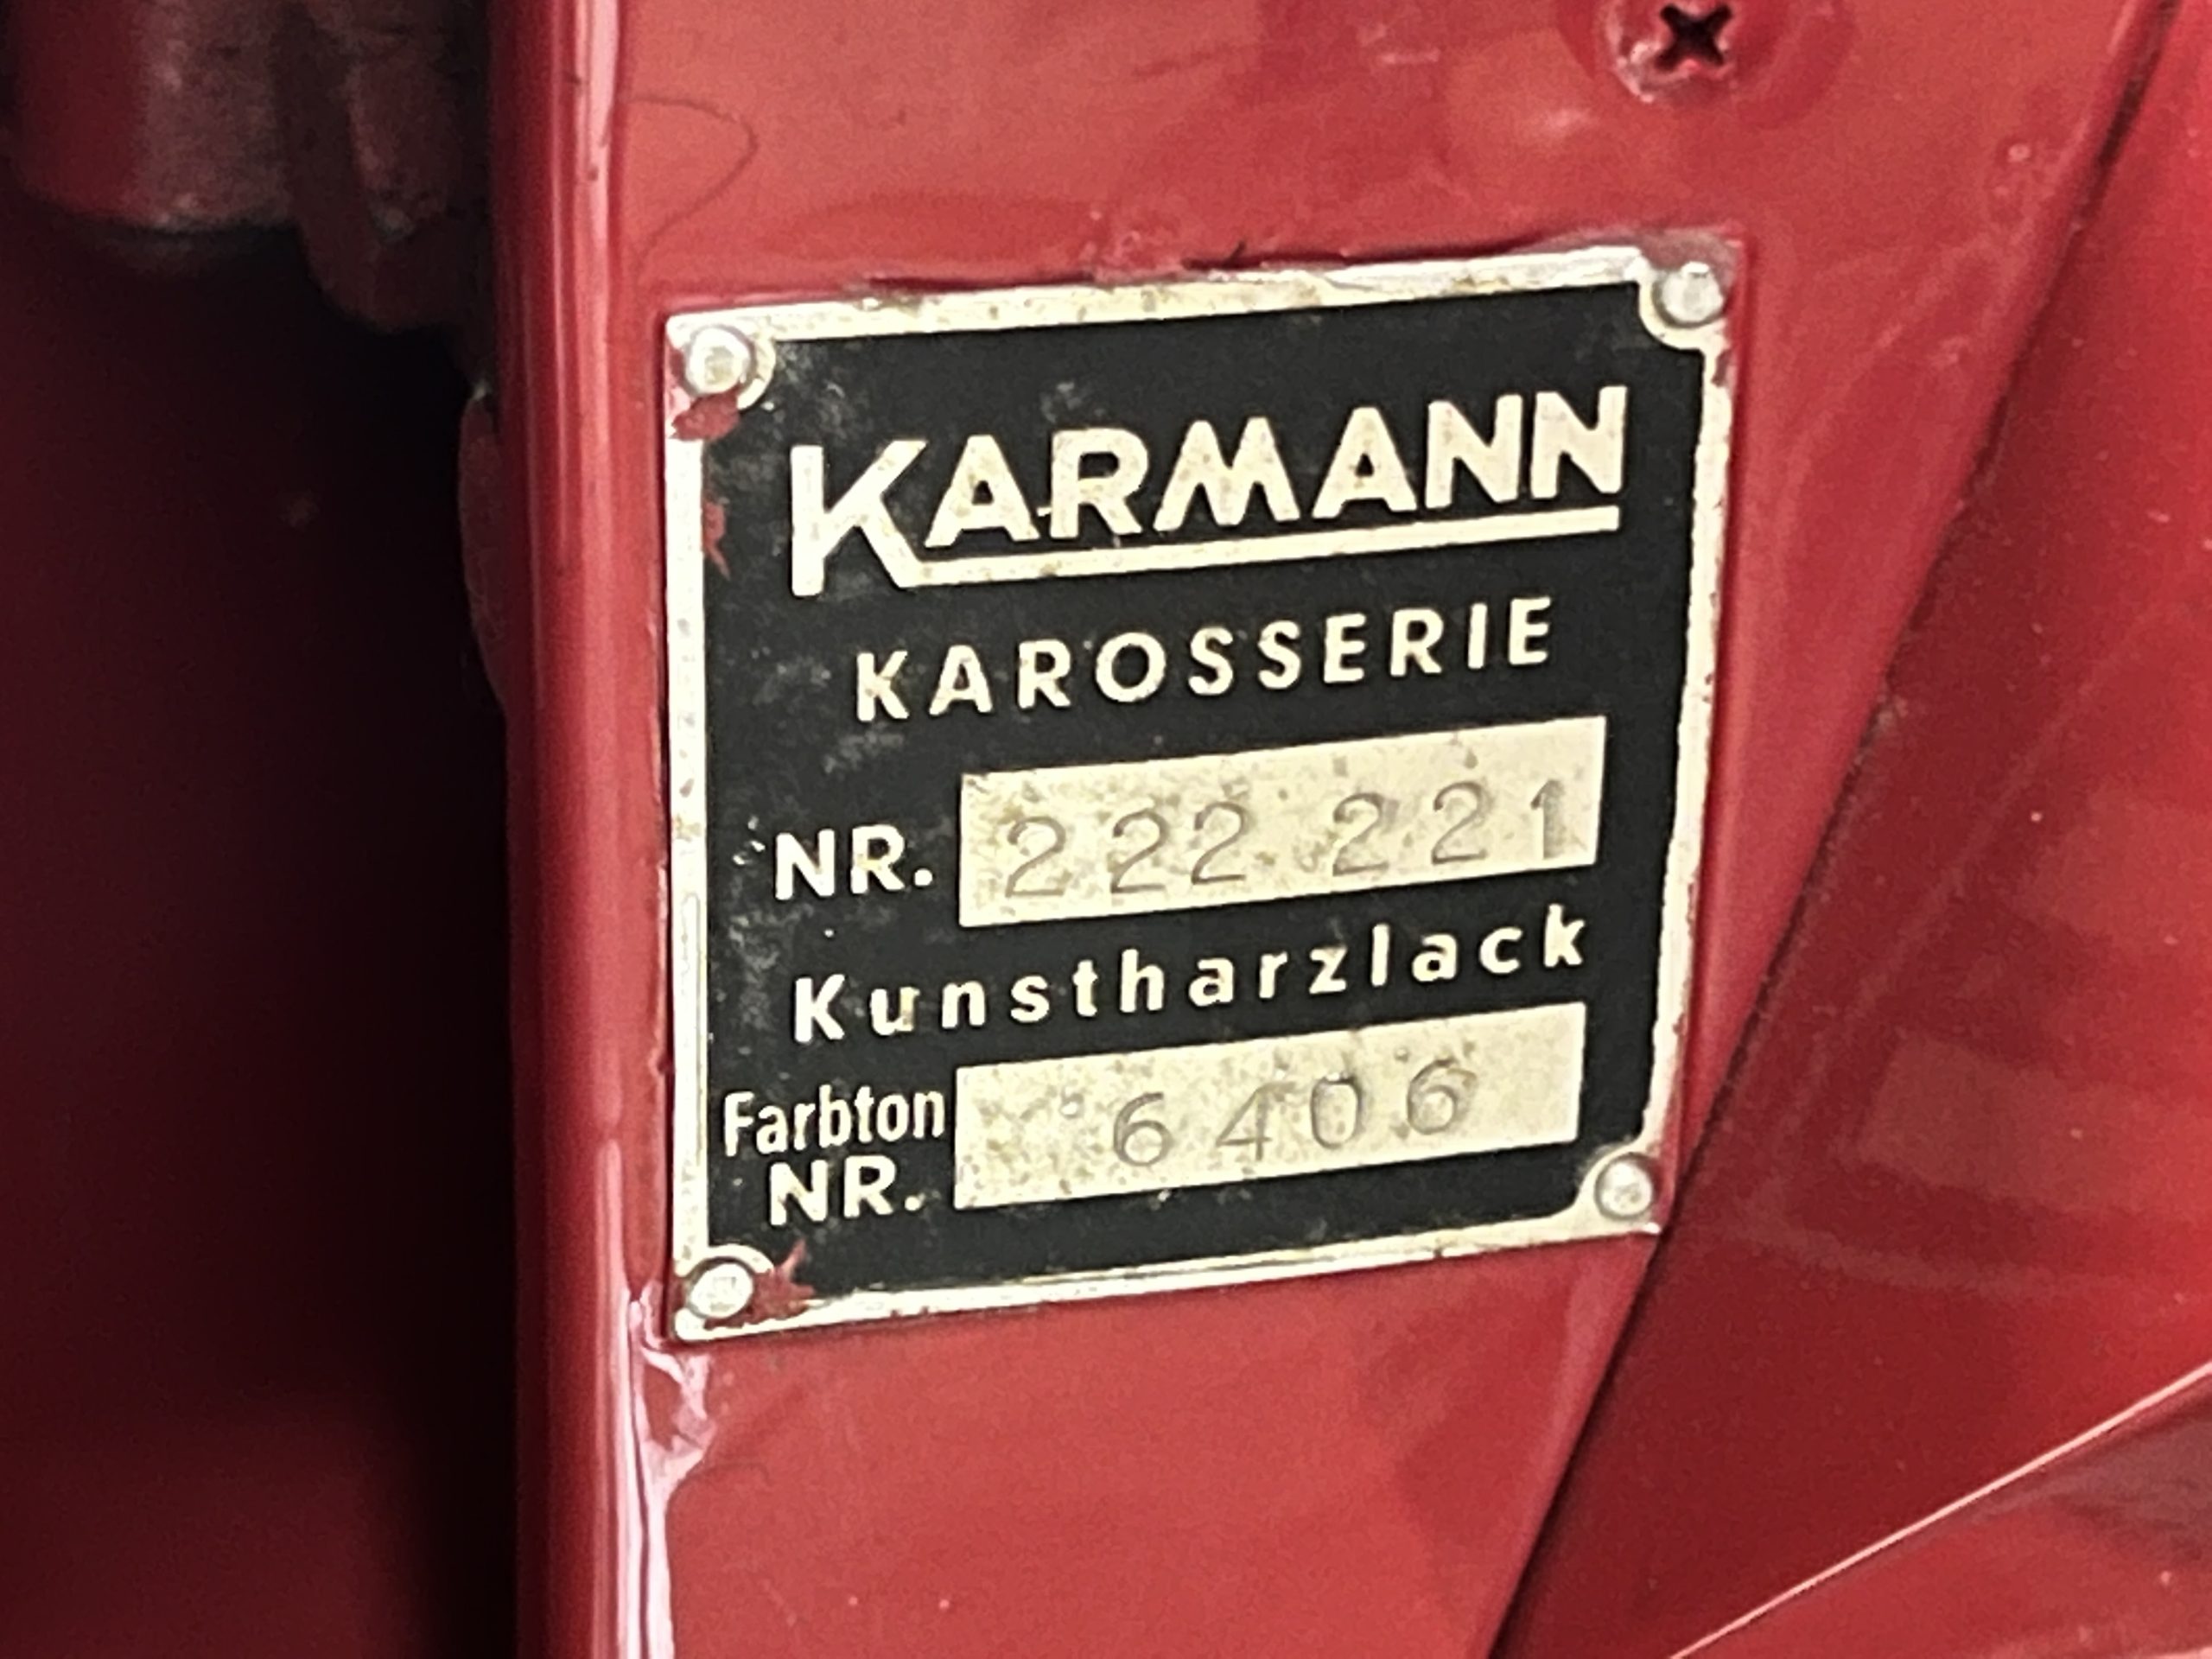 KARMANN
KAROSSERIE
NR. 222 221
Kunstharzlack
Farbton
NR. 6406